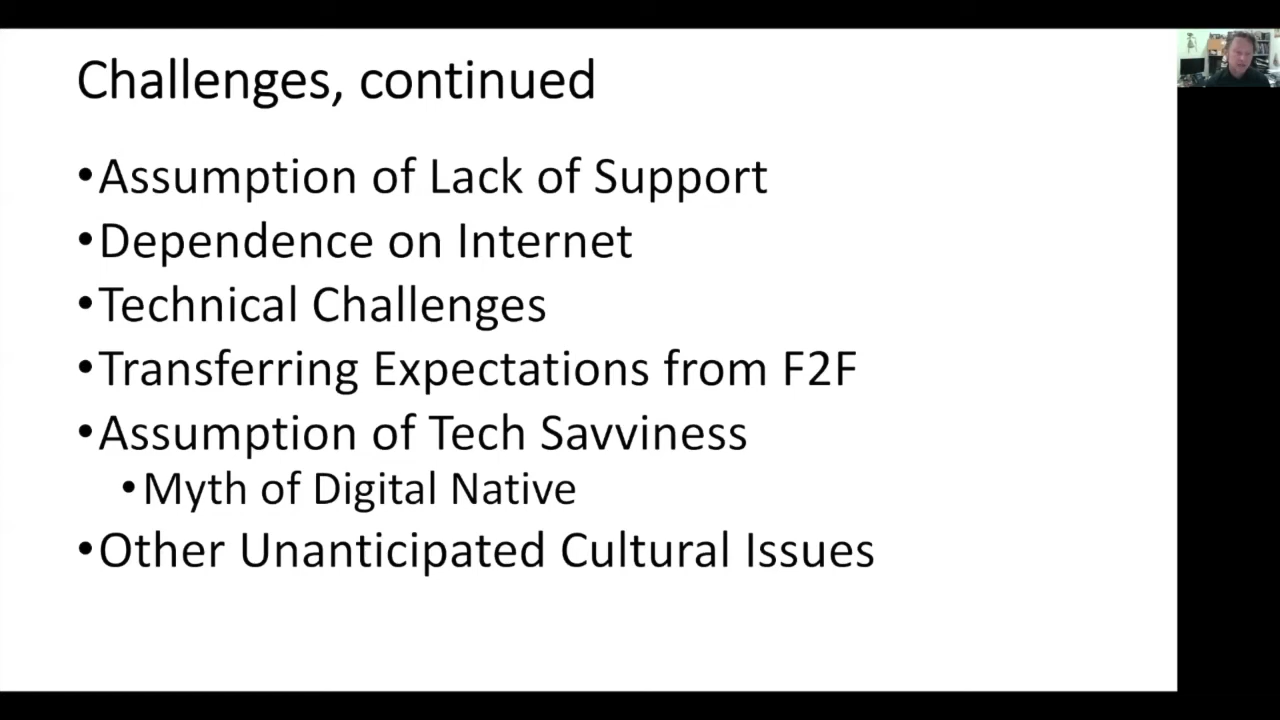 Challenges, continued
•Assumption of Lack of Support
•Dependence on Internet
•Technical Challenges
•Transferring Expectations from F2F
•Assumption of Tech Savviness
•Myth of Digital Native
•Other Unanticipated Cultural Issues